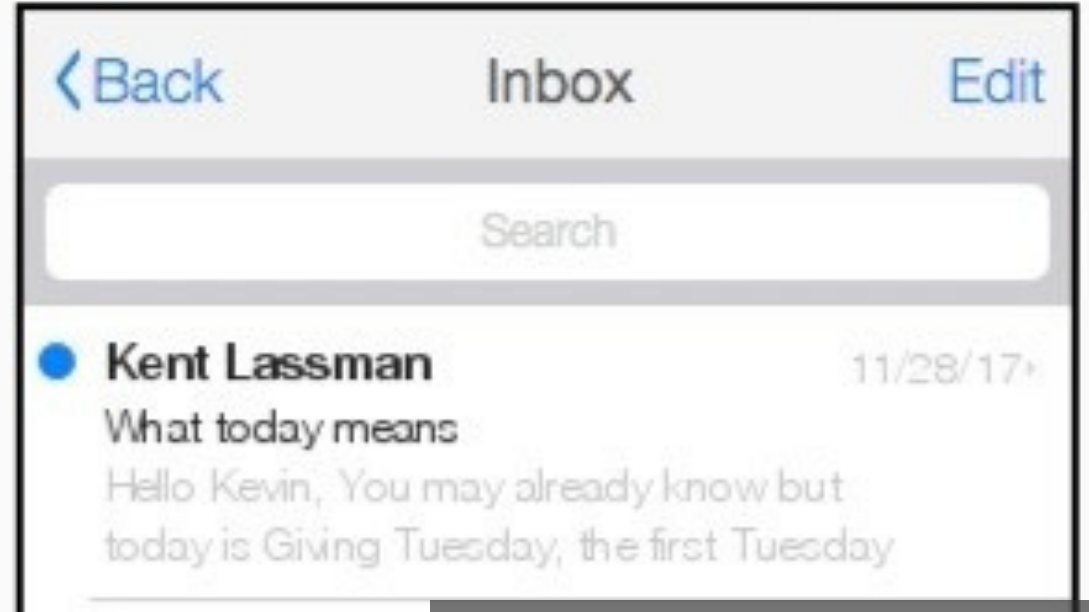 Back Inbox Edit
Search
Kent Lassman 11/28/17
What today means
Hello Kevin, You may already know but
today is Giving Tuesday, the first Tuesday